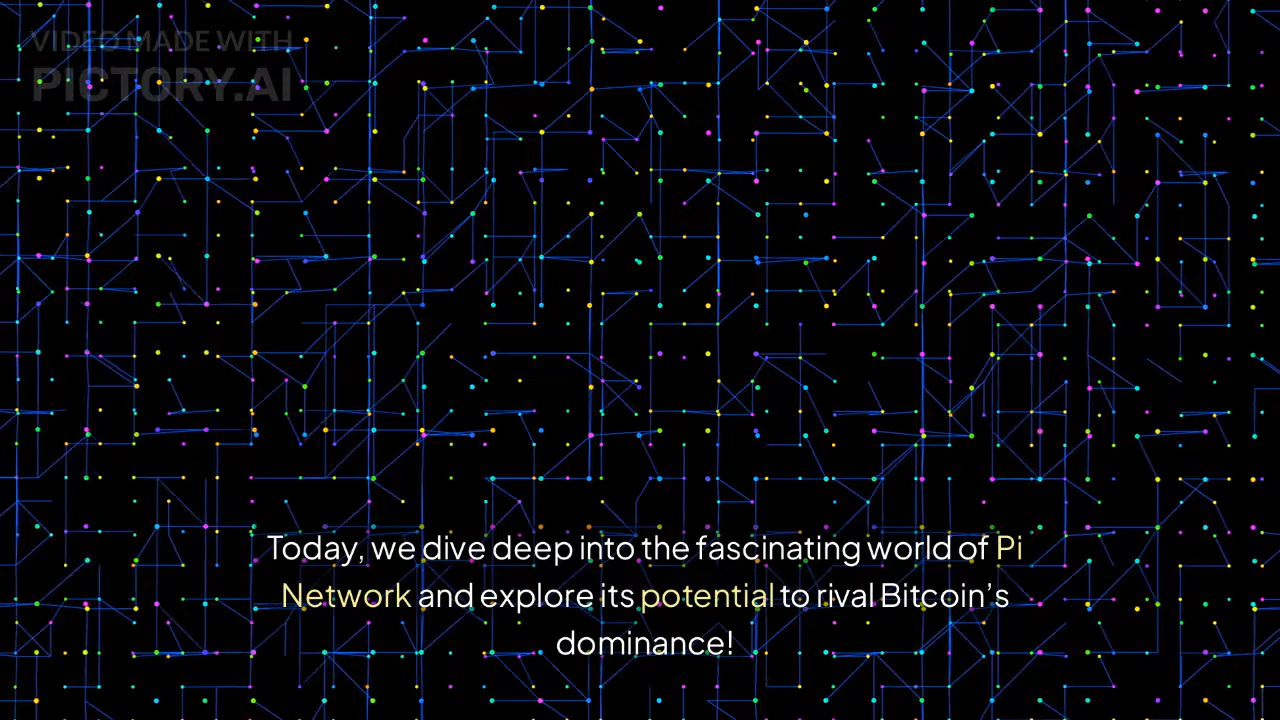 VIDEO MADE WITH
PICTORY.AI
Today, we dive deep into the fascinating world of Pi
Network and explore its potential to rival Bitcoin’s
dominance!